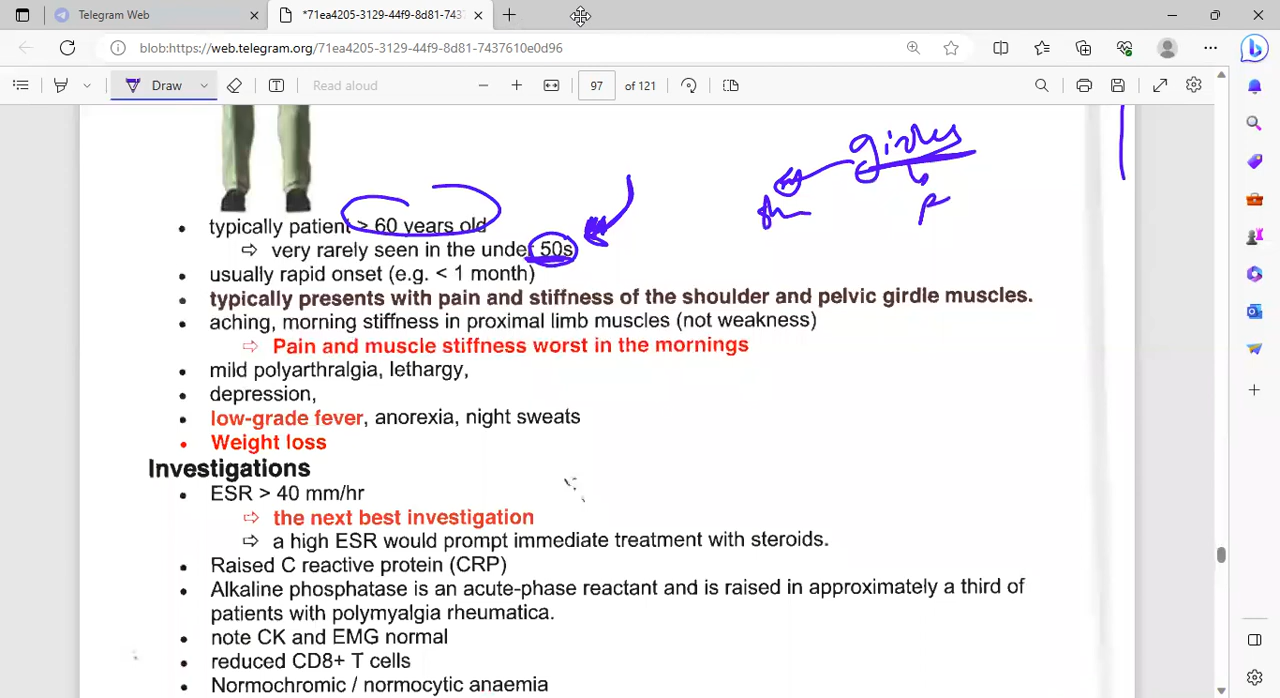 Telegram Web
*71ea4205-3129-44f9-8d81-7437
blob:https://web.telegram.org/71ea4205-3129-44f9-8d81-7437610e0d96
Draw
Read aloud
97 of 121
girdles
typically patient > 60 years old
⇨ very rarely seen in the under 50s
usually rapid onset (e.g. < 1 month)
typically presents with pain and stiffness of the shoulder and pelvic girdle muscles.
aching, morning stiffness in proximal limb muscles (not weakness)
⇨ Pain and muscle stiffness worst in the mornings
mild polyarthralgia, lethargy,
depression,
low-grade fever, anorexia, night sweats
Weight loss
Investigations
ESR > 40 mm/hr
⇨ the next best investigation
⇨ a high ESR would prompt immediate treatment with steroids.
Raised C reactive protein (CRP)
Alkaline phosphatase is an acute-phase reactant and is raised in approximately a third of
patients with polymyalgia rheumatica.
note CK and EMG normal
reduced CD8+ T cells
Normochromic / normocytic anaemia